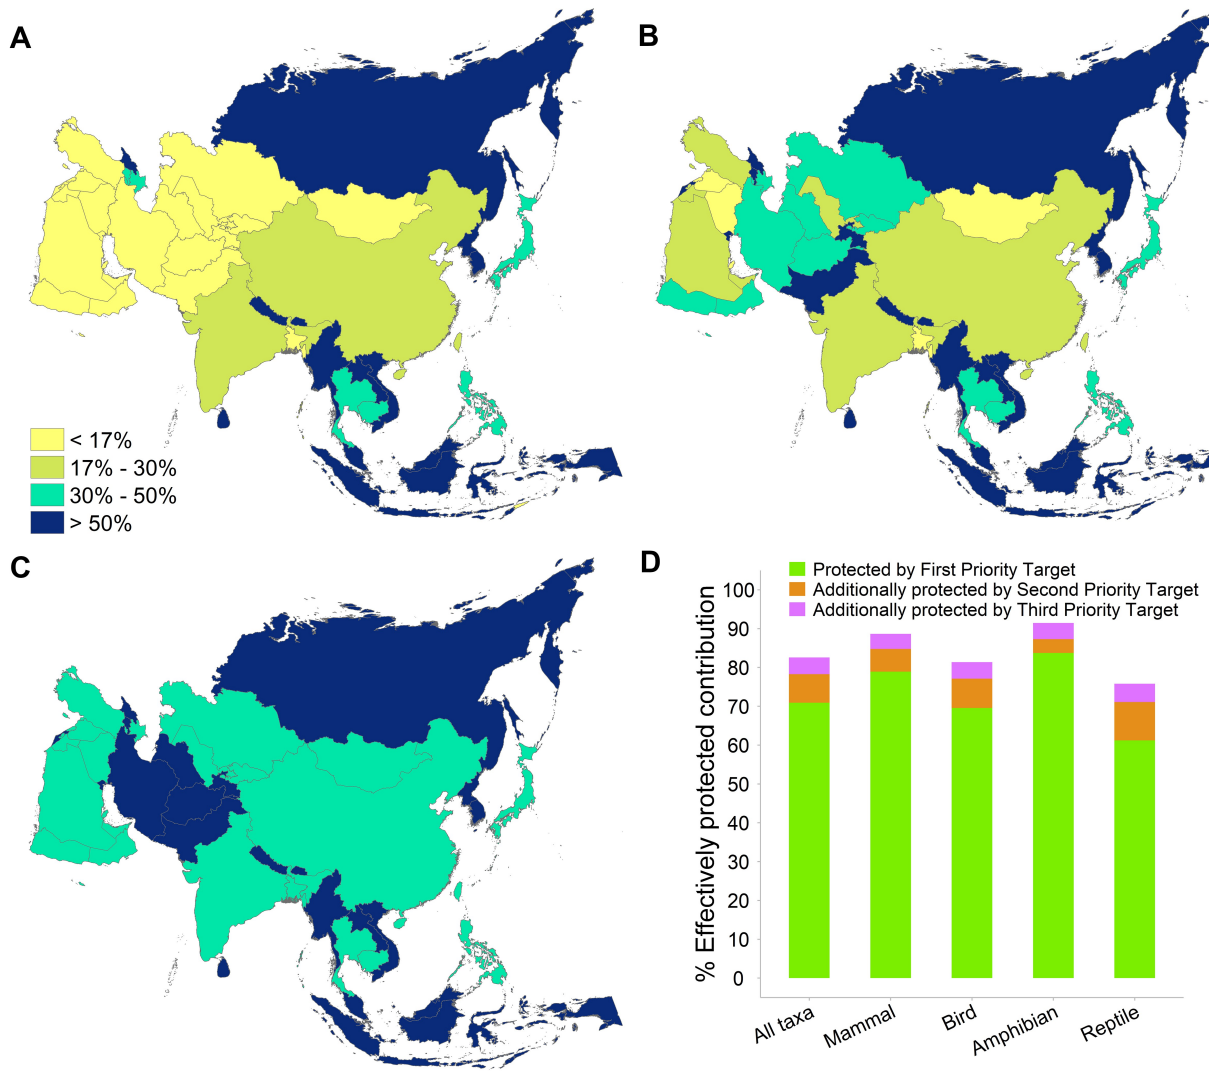 A
B
< 17%
17% - 30%
30% - 50%
> 50%
C
D
Protected by First Priority Target
Additionally protected by Second Priority Target
Additionally protected by Third Priority Target
% Effectively protected contribution
100
90
80
70
60
50
40
30
20
10
0
All taxa
Mammal
Bird
Amphibian
Reptile